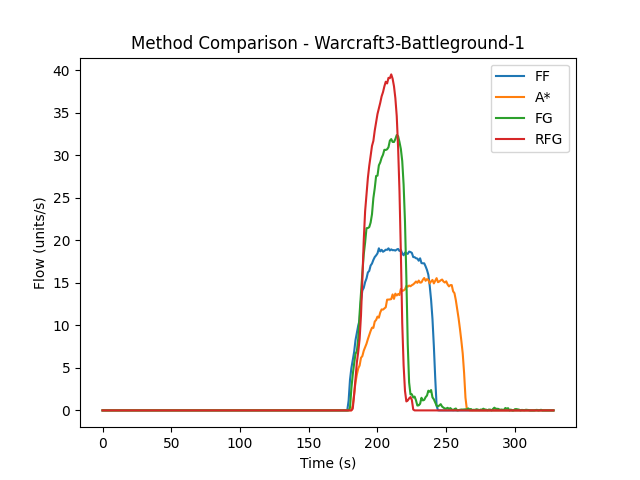 Method Comparison - Warcraft3-Battleground-1
Flow (units/s)
40
35
30
25
20
15
10
5
0
FF
A*
FG
RFG
0 50 100 150 200 250 300
Time (s)